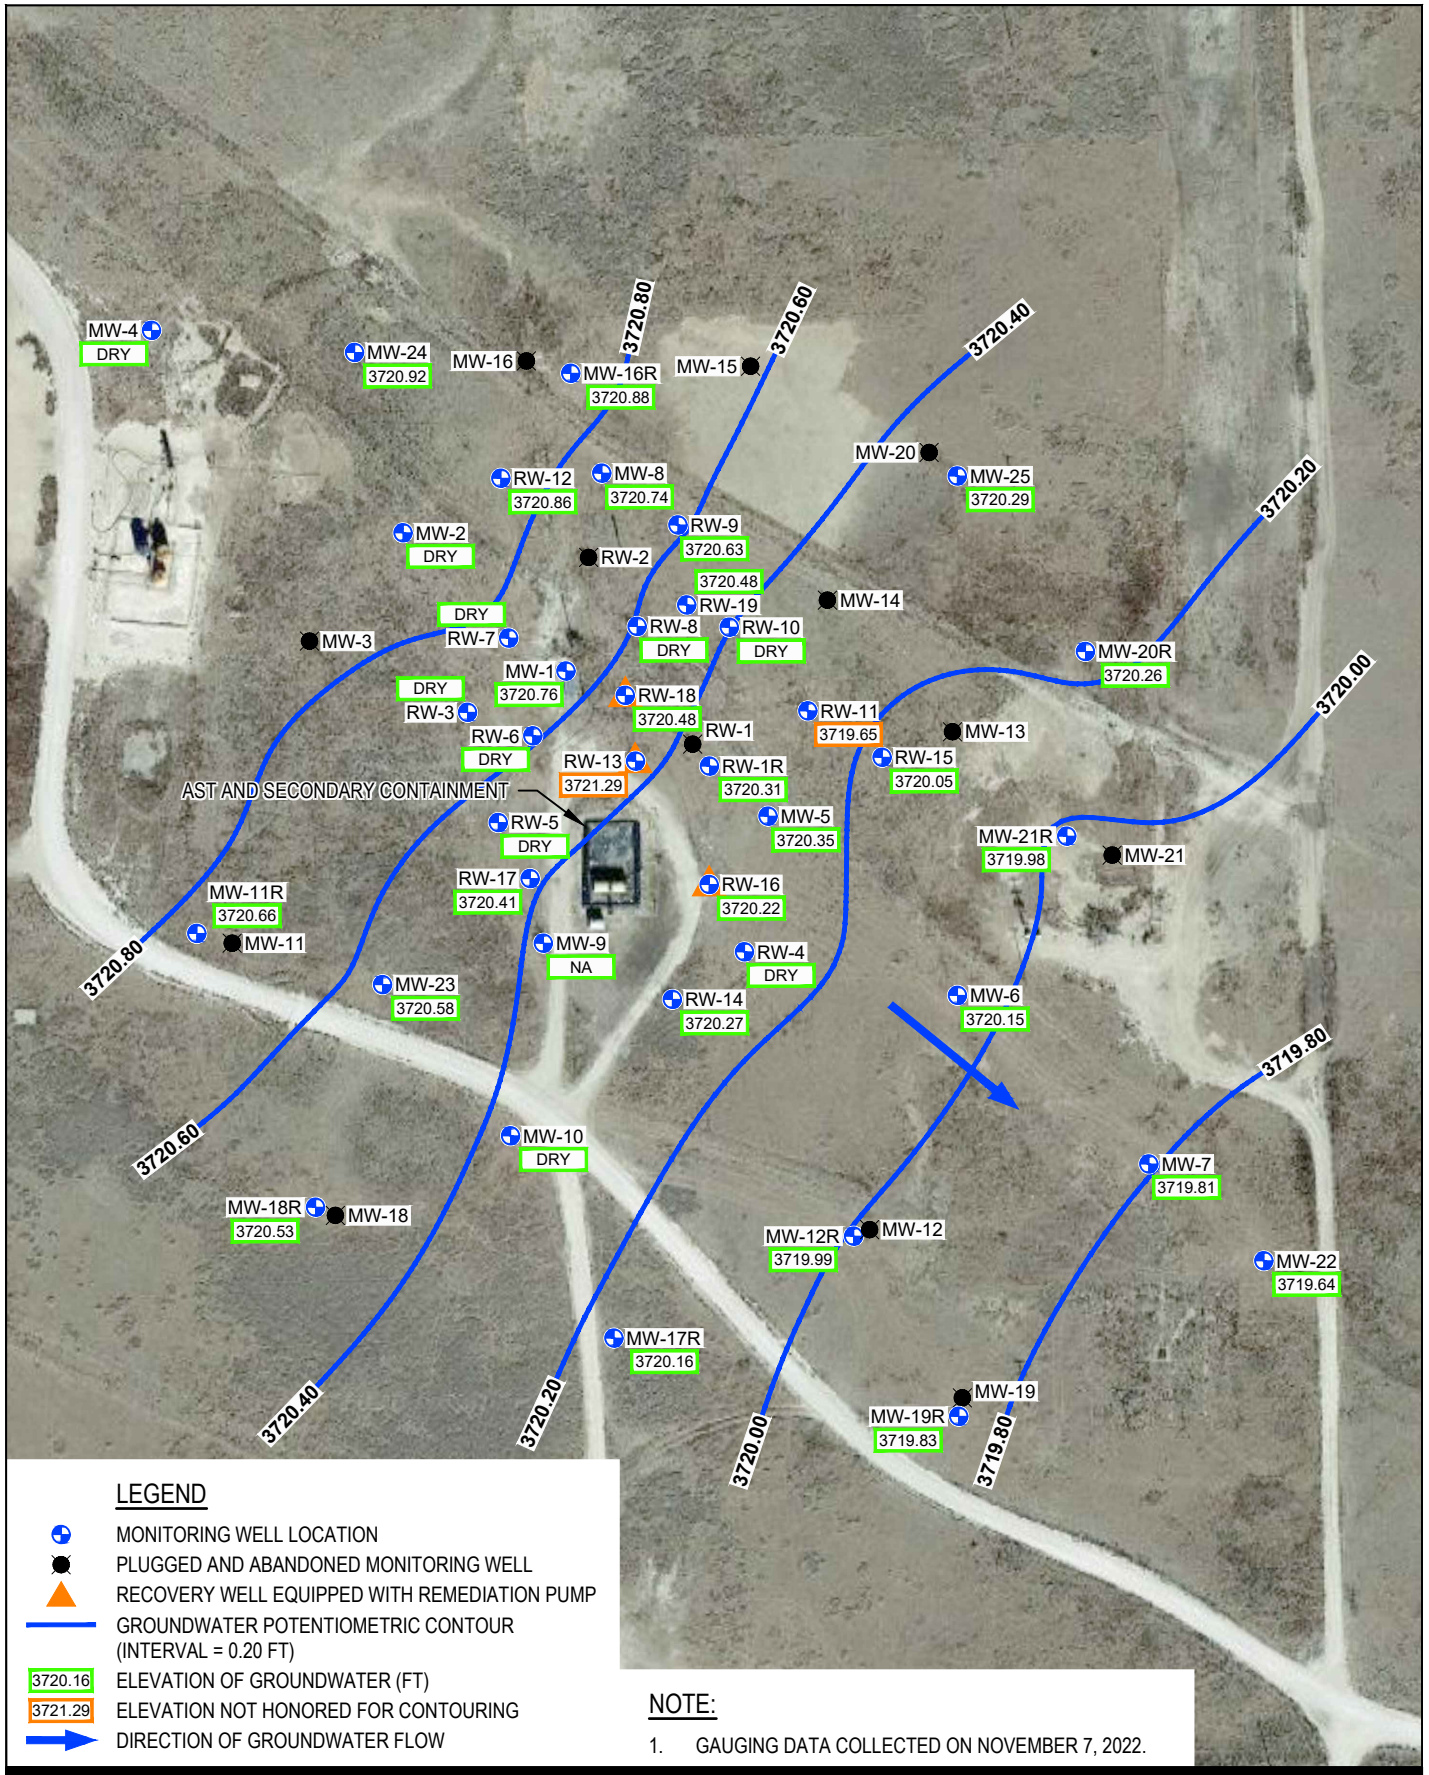 3720.80
3720.60
3720.40
MW-4
DRY
MW-24
3720.92
MW-16
MW-16R
3720.88
MW-15
MW-20
MW-25
3720.29
3720.20
RW-12
3720.86
MW-8
3720.74
MW-2
DRY
RW-9
3720.63
RW-2
3720.48
RW-19
MW-14
DRY
RW-7
RW-8
DRY
RW-10
DRY
MW-3
MW-20R
3720.26
3720.00
MW-1
3720.76
DRY
RW-3
RW-18
3720.48
RW-11
3719.65
RW-6
DRY
RW-1
MW-13
RW-13
3721.29
RW-1R
3720.31
RW-15
3720.05
AST AND SECONDARY CONTAINMENT
RW-5
DRY
MW-5
3720.35
MW-21R
3719.98
MW-21
RW-17
3720.41
RW-16
3720.22
MW-11R
3720.66
MW-11
MW-9
NA
RW-4
DRY
3720.80
MW-23
3720.58
RW-14
3720.27
MW-6
3720.15
3719.80
3720.60
MW-10
DRY
MW-7
3719.81
MW-18R
3720.53
MW-18
MW-12R
3719.99
MW-12
MW-22
3719.64
MW-17R
3720.16
3720.40
3720.20
3720.00
MW-19
MW-19R
3719.83
3719.80
LEGEND
MONITORING WELL LOCATION
PLUGGED AND ABANDONED MONITORING WELL
RECOVERY WELL EQUIPPED WITH REMEDIATION PUMP
GROUNDWATER POTENTIOMETRIC CONTOUR
(INTERVAL = 0.20 FT)
3720.16 ELEVATION OF GROUNDWATER (FT)
3721.29 ELEVATION NOT HONORED FOR CONTOURING
DIRECTION OF GROUNDWATER FLOW
NOTE:
1. GAUGING DATA COLLECTED ON NOVEMBER 7, 2022.